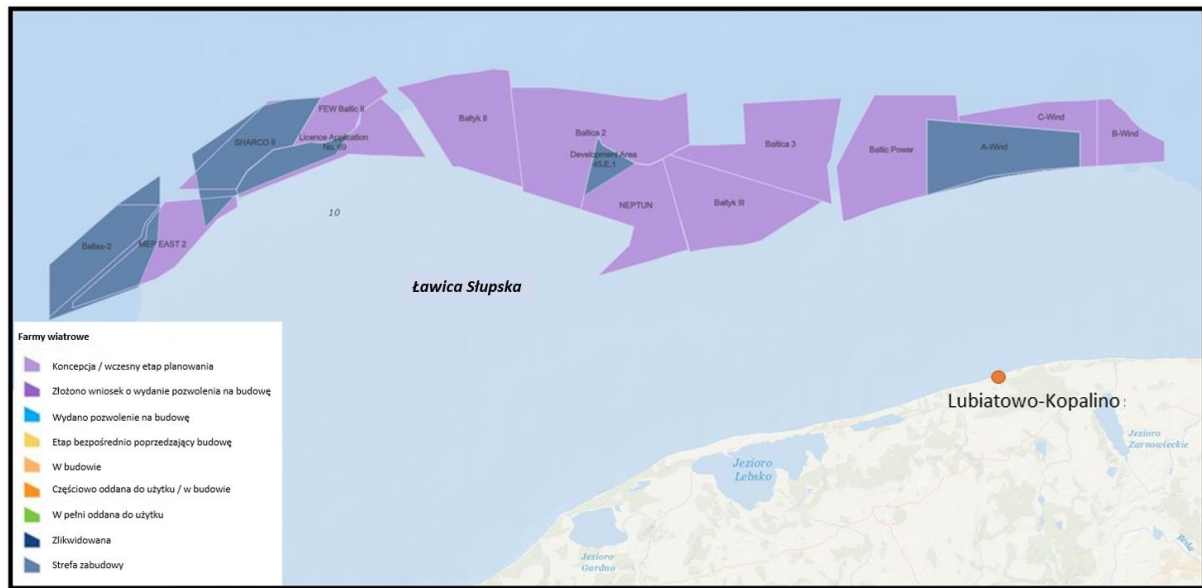 FEW Baltic II
SHARCO II
Licence Application
No. 69
Bałtyk II
Baltica 2
Development Area
45.E.1
Baltica 3
Baltic Power
C-Wind
B-Wind
A-Wind
NEPTUN
Bałtyk III
Baltex-2
MEP EAST 2
10
Ławica Słupska
Lubiatowo-Kopalino
Jezioro
Żarnowieckie
Jezioro
Łebsko
Jezioro
Gardno
Reda
Farmy wiatrowe
Koncepcja / wczesny etap planowania
Złożono wniosek o wydanie pozwolenia na budowę
Wydano pozwolenie na budowę
Etap bezpośrednio poprzedzający budowę
W budowie
Częściowo oddana do użytku / w budowie
W pełni oddana do użytku
Zlikwidowana
Strefa zabudowy